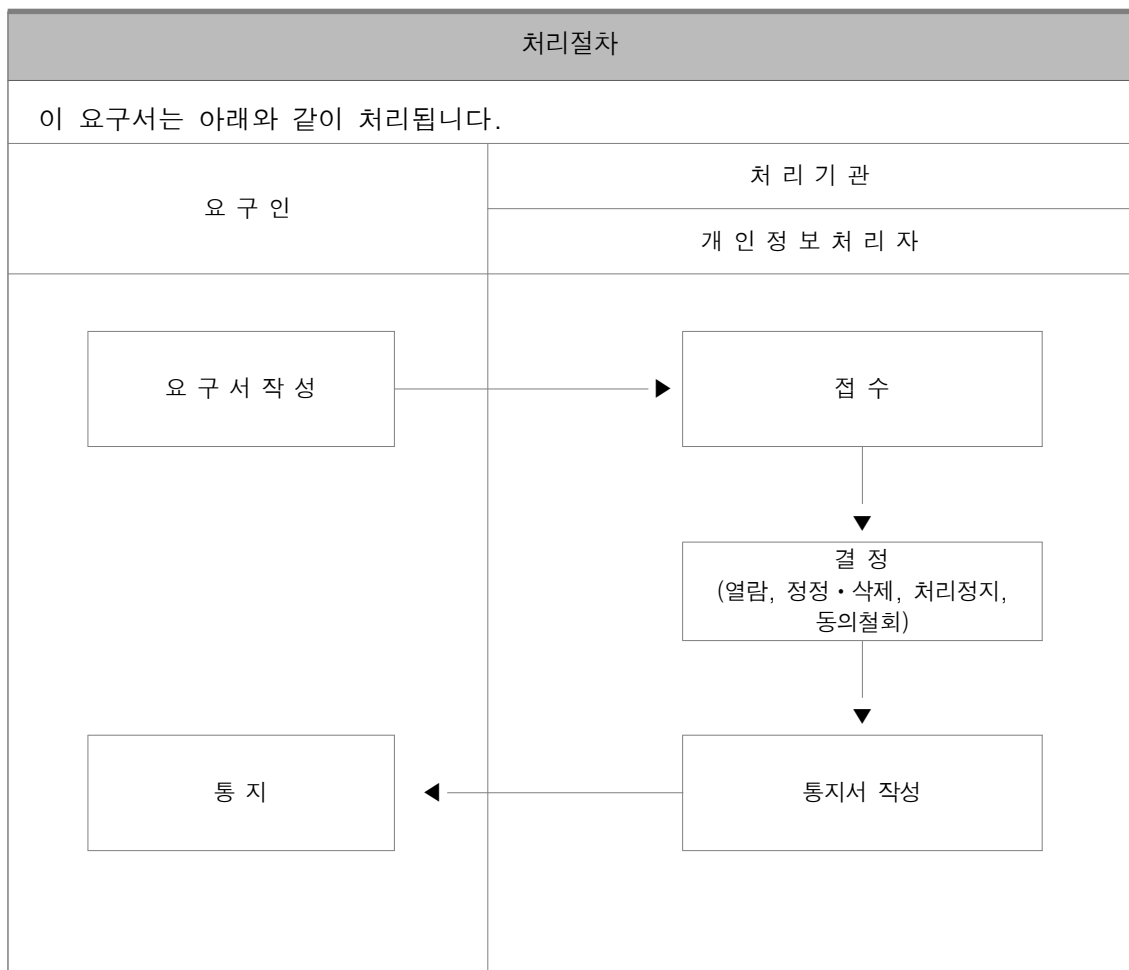 처리절차
이 요구서는 아래와 같이 처리됩니다.
요 구 인
처 리 기 관
개 인 정 보 처 리 자
요 구 서 작 성
접 수
결 정
(열람, 정정・삭제, 처리정지,
동의철회)
통 지
통지서 작성